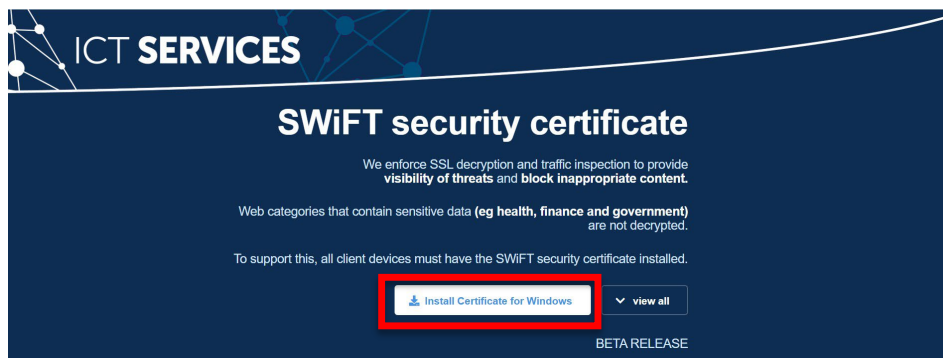 ICT SERVICES
SWiFT security certificate
We enforce SSL decryption and traffic inspection to provide
visibility of threats and block inappropriate content.
Web categories that contain sensitive data (eg health, finance and government)
are not decrypted.
To support this, all client devices must have the SWiFT security certificate installed.
Install Certificate for Windows
view all
BETA RELEASE